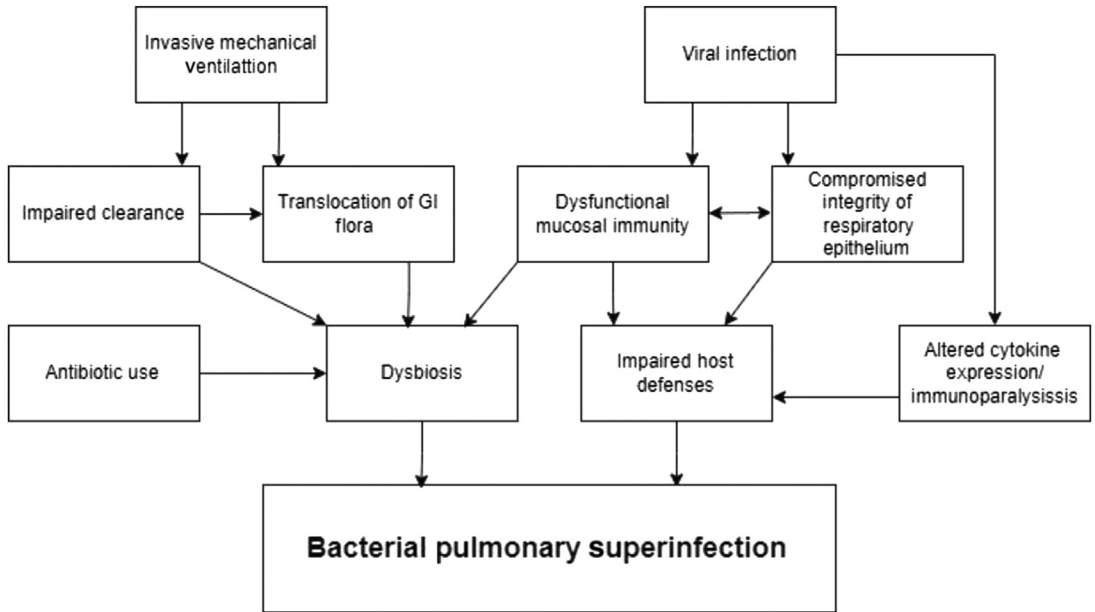 Invasive mechanical
ventilattion
Viral infection
Impaired clearance
Translocation of GI
flora
Dysfunctional
mucosal immunity
Compromised
integrity of
respiratory
epithelium
Antibiotic use
Dysbiosis
Impaired host
defenses
Altered cytokine
expression/
immunoparalysissis
Bacterial pulmonary superinfection